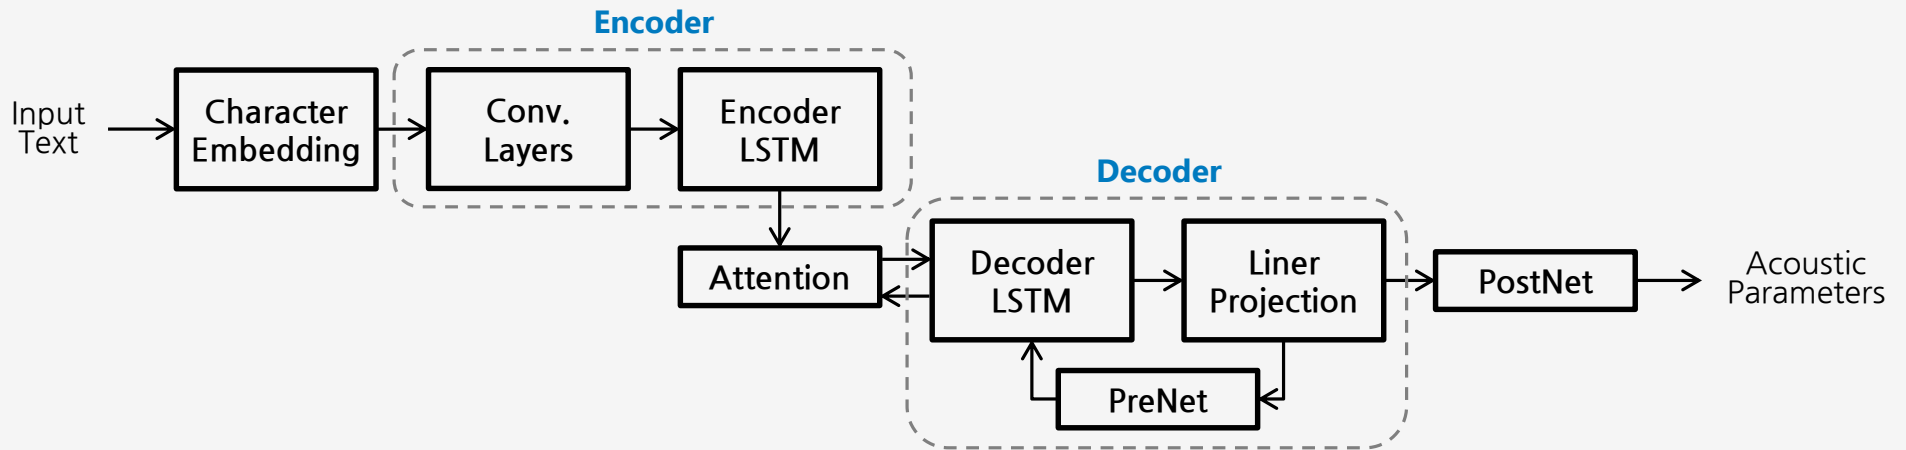 Encoder
Input
Text
Character
Embedding
Conv.
Layers
Encoder
LSTM
Decoder
Attention
Decoder
LSTM
Liner
Projection
PostNet
Acoustic
Parameters
PreNet